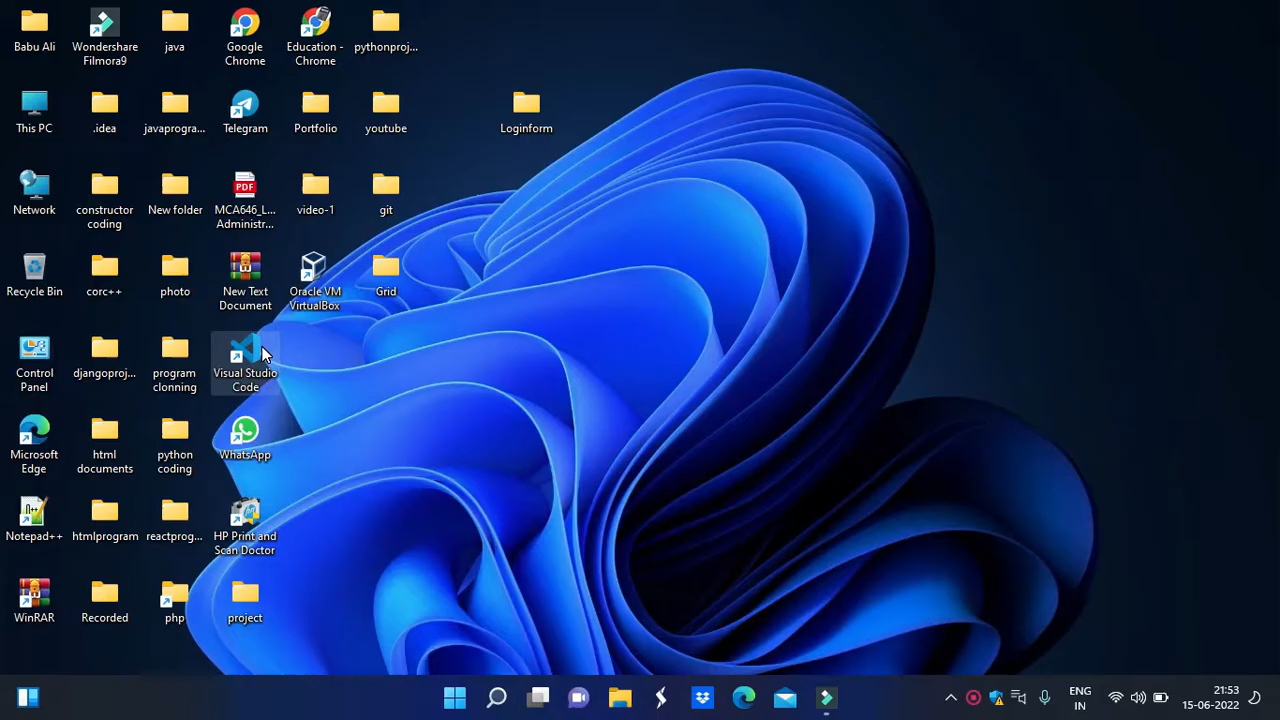 Babu Ali
Wondershare
Filmora9
java
Google
Chrome
Education -
Chrome
pythonproj...
This PC
.idea
javaprogra...
Telegram
Portfolio
youtube
Loginform
Network
constructor
coding
New folder
PDF
MCA646_L...
Administr...
video-1
git
Recycle Bin
corc++
photo
New Text
Document
Oracle VM
VirtualBox
Grid
Control
Panel
djangoproj...
program
clonning
Visual Studio
Code
Microsoft
Edge
html
documents
python
coding
WhatsApp
Notepad++
htmlprogram
reactprog...
HP Print and
Scan Doctor
WinRAR
Recorded
php
project
ENG
IN
21:53
15-06-2022